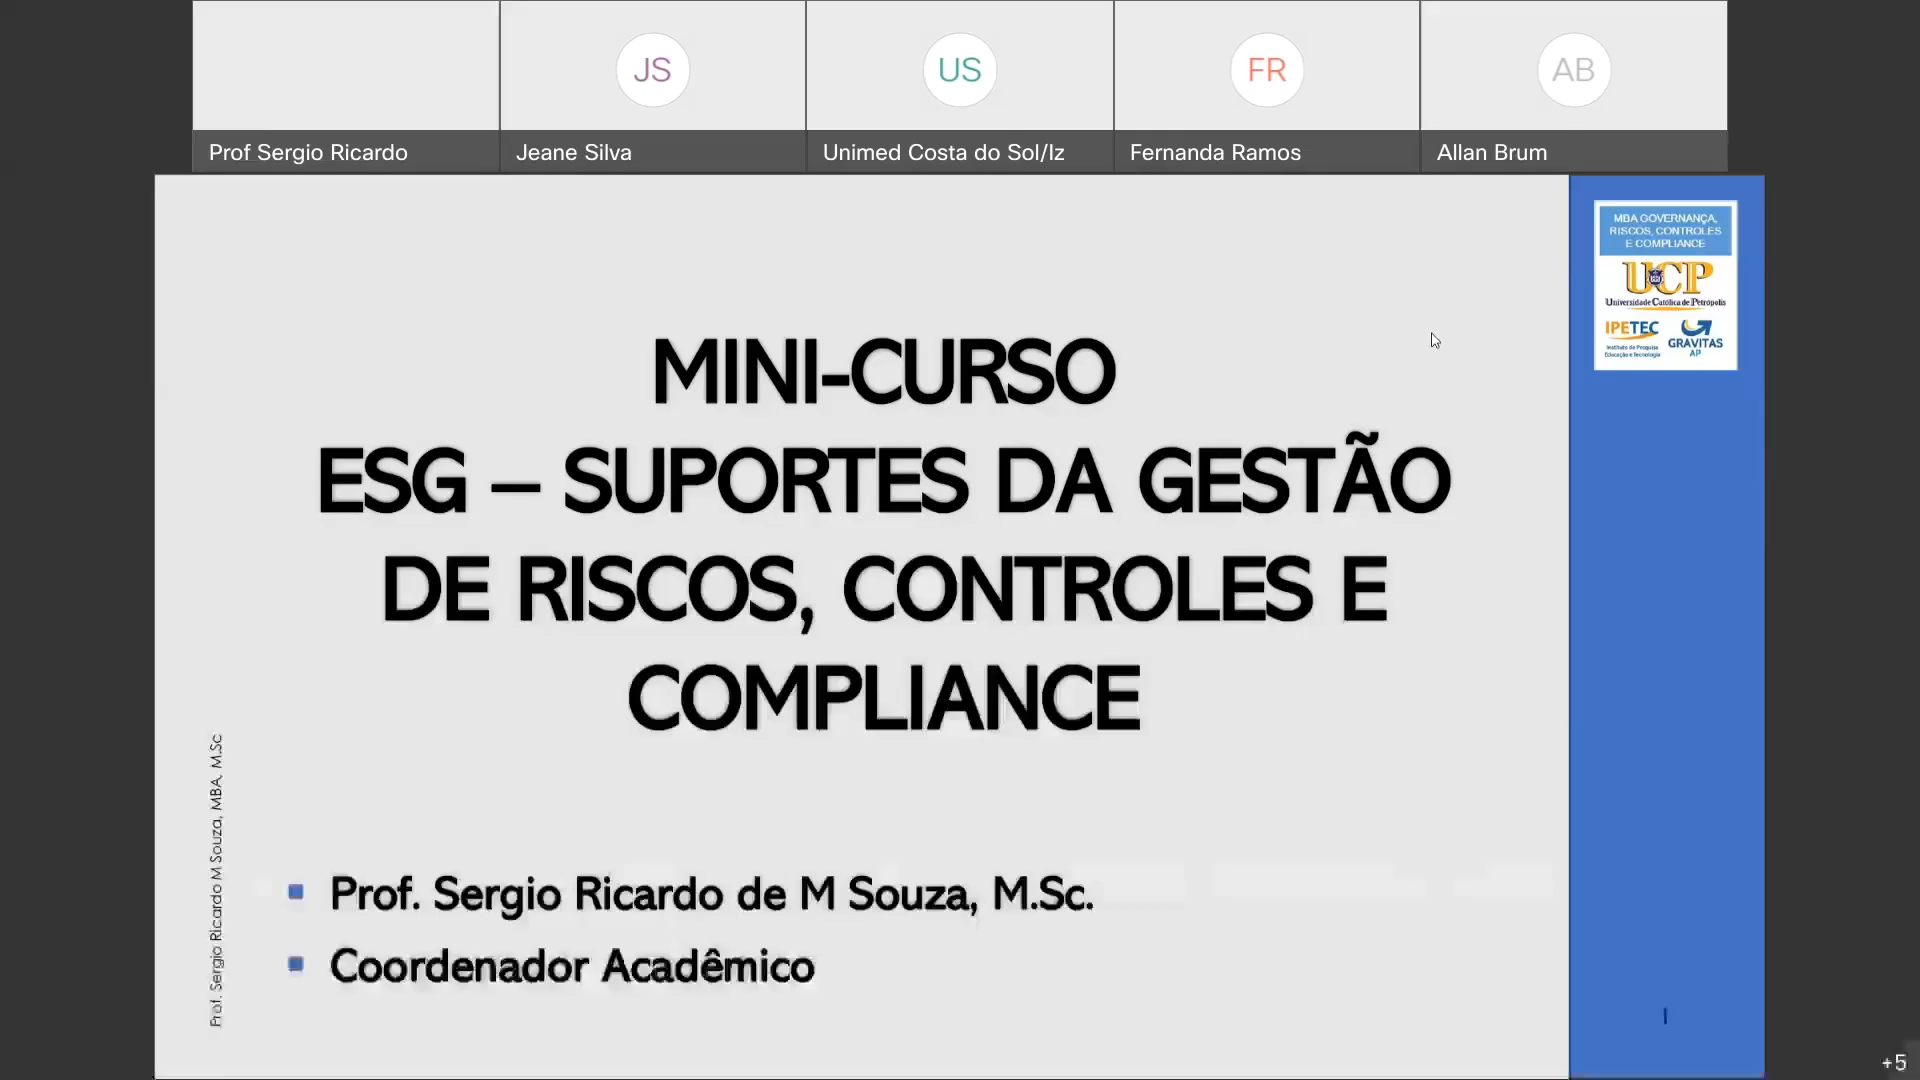 JS
US
FR
AB
Prof Sergio Ricardo
Jeane Silva
Unimed Costa do Sol/Iz
Fernanda Ramos
Allan Brum
MBA GOVERNANÇA,
RISCOS, CONTROLES
E COMPLIANCE
UCP
Universidade Católica de Petrópolis
IPETEC
Instituto de Pesquisa
Educação e Tecnologia
GRAVITAS
AP
MINI-CURSO
ESG – SUPORTES DA GESTÃO
DE RISCOS, CONTROLES E
COMPLIANCE
Prof. Sergio Ricardo M Souza, MBA, M.Sc
Prof. Sergio Ricardo de M Souza, M.Sc.
Coordenador Acadêmico
1
+5